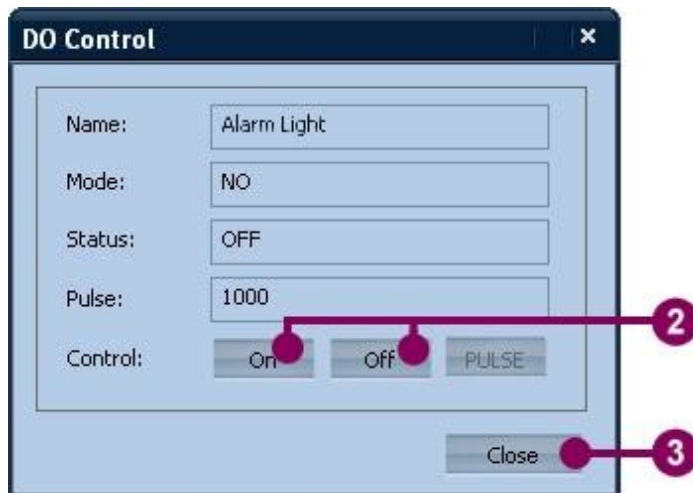 DO Control
Name: Alarm Light
Mode: NO
Status: OFF
Pulse: 1000
2
Control: On Off PULSE
Close 3